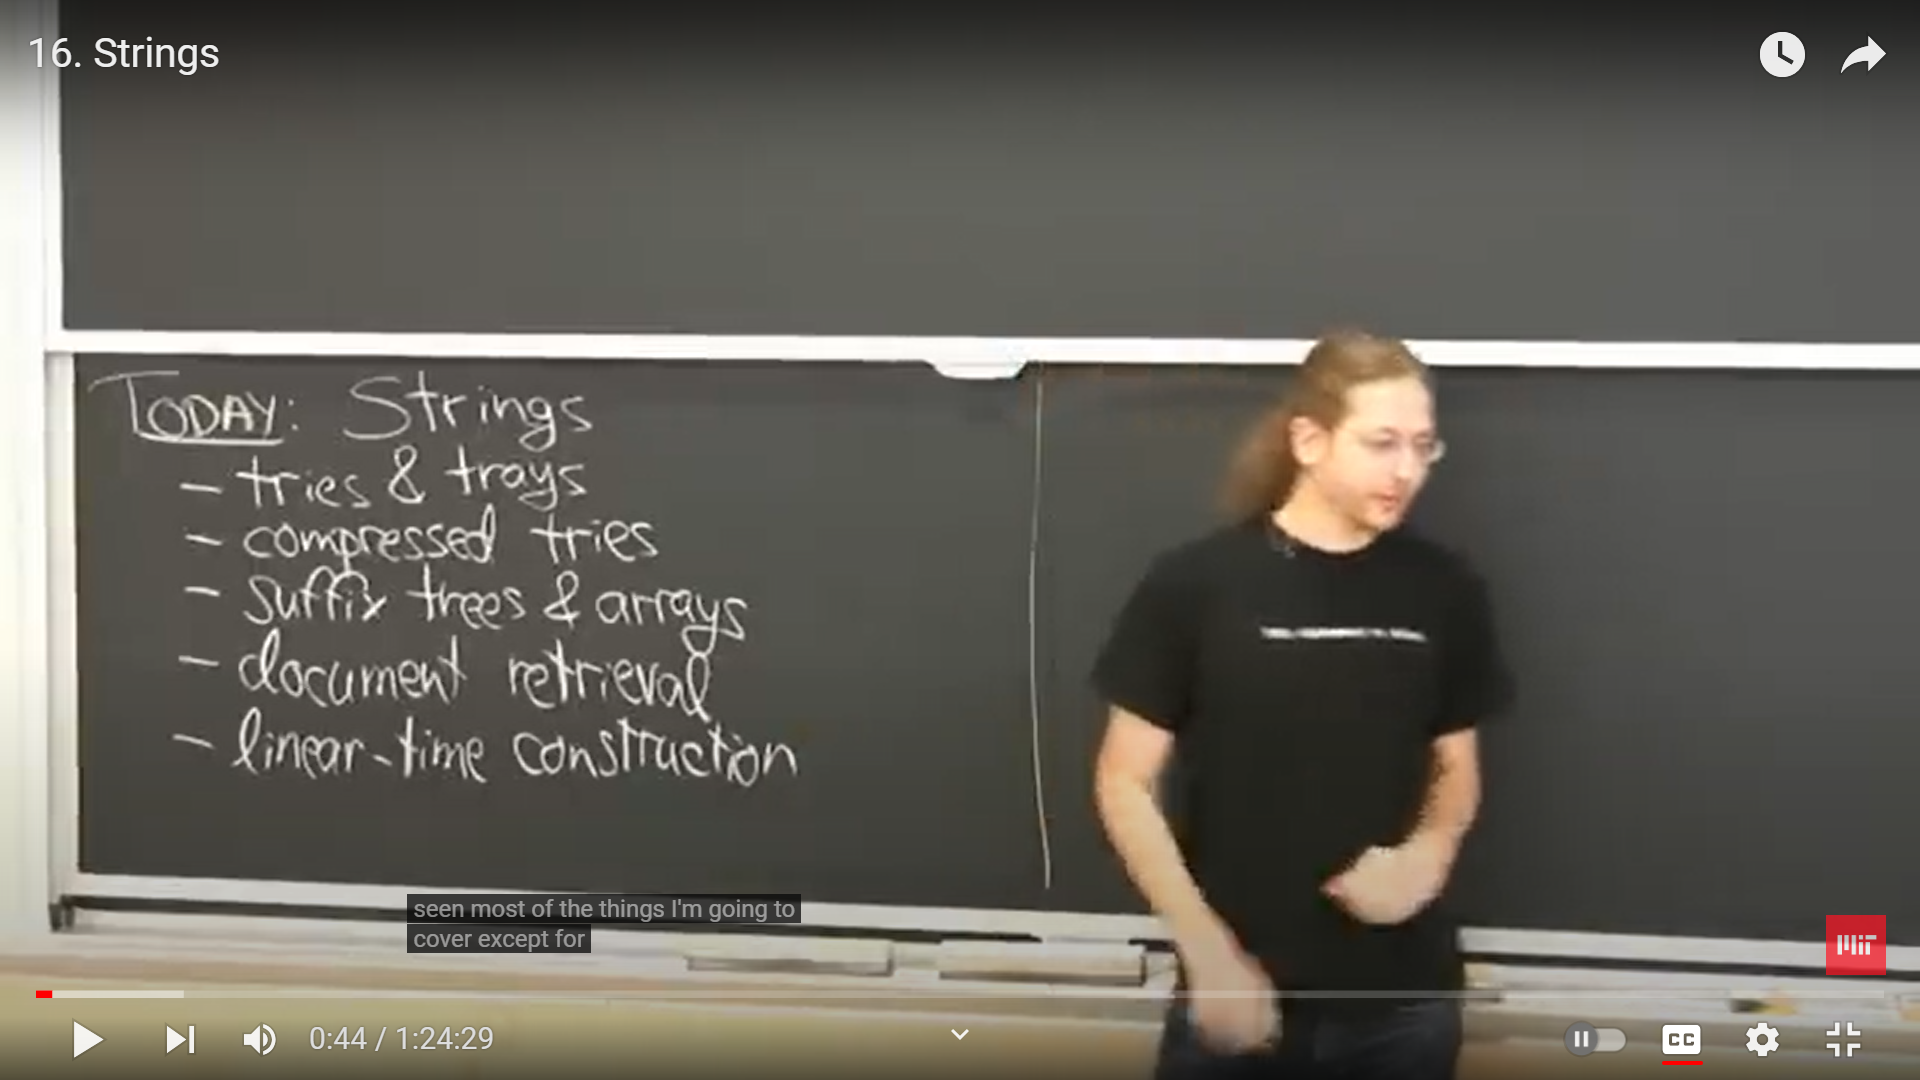 16. Strings
TODAY: Strings
- tries & trays
- compressed tries
- suffix trees & arrays
- document retrieval
- linear-time construction
seen most of the things I'm going to
cover except for
MIT
0:44 / 1:24:29
CC